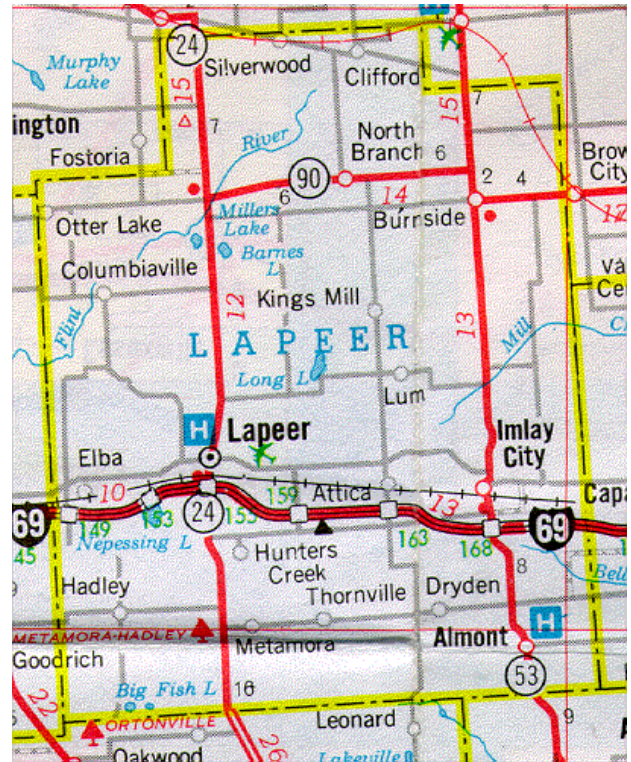 H
24
Silverwood
Clifford
Murphy
Lake
15
15
7
ington
7
River
North
Branch
6
Fostoria
Brow
City
90
6
14
2
4
Otter Lake
Millers
Lake
Burnside
17
Barnes
L
Columbiaville
Flint
12
Kings Mill
13
Mill
LAPEER
Long L
Lum
H
Lapeer
Imlay
City
Elba
10
159
Attica
13
Capa
69
149
153
24
155
163
168
69
45
Nepessing L
Hunters
Creek
8
Bell
Hadley
Thornville
Dryden
METAMORA-HADLEY
Metamora
Almont
H
Goodrich
53
22
Big Fish L
16
ORTONVILLE
Leonard
9
26
Oakwood
Lakeville